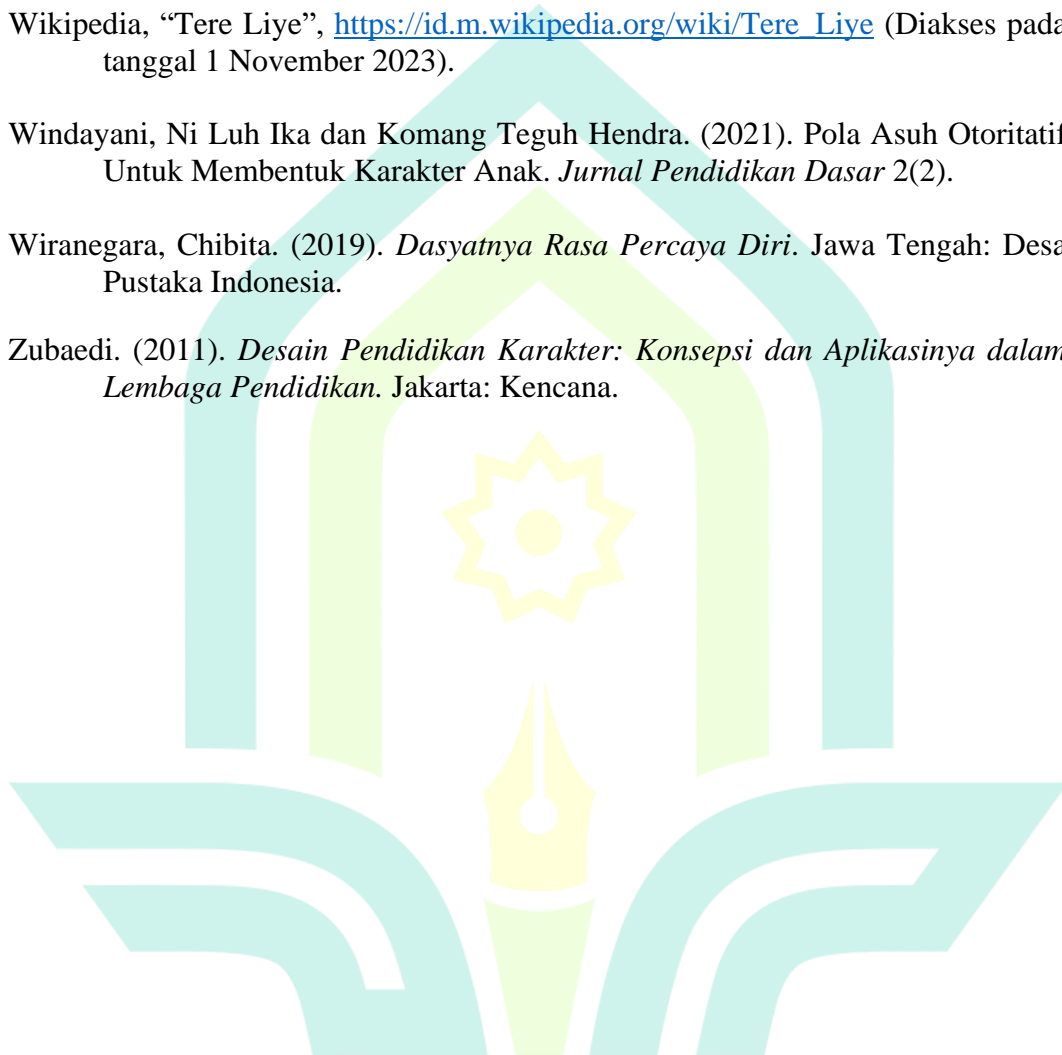 Wikipedia, “Tere Liye”, https://id.m.wikipedia.org/wiki/Tere_Liye (Diakses pada
tanggal 1 November 2023).
Windayani, Ni Luh Ika dan Komang Teguh Hendra. (2021). Pola Asuh Otoritatif
Untuk Membentuk Karakter Anak. Jurnal Pendidikan Dasar 2(2).
Wiranegara, Chibita. (2019). Dasyatnya Rasa Percaya Diri. Jawa Tengah: Desa
Pustaka Indonesia.
Zubaedi. (2011). Desain Pendidikan Karakter: Konsepsi dan Aplikasinya dalam
Lembaga Pendidikan. Jakarta: Kencana.